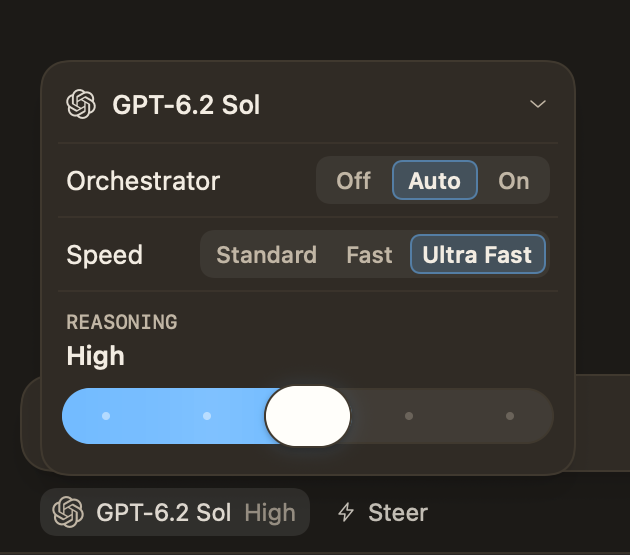 GPT-6.2 Sol
Orchestrator Off Auto On
Speed Standard Fast Ultra Fast
REASONING
High
GPT-6.2 Sol High Steer